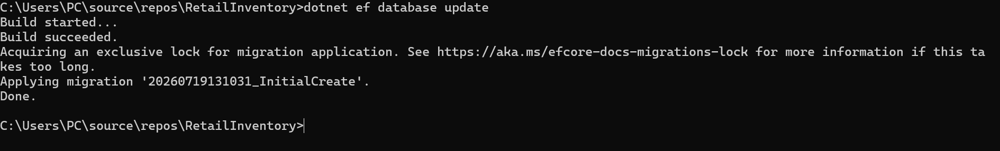 C:\Users\PC\source\repos\RetailInventory>dotnet ef database update
Build started...
Build succeeded.
Acquiring an exclusive lock for migration application. See https://aka.ms/efcore-docs-migrations-lock for more information if this ta
kes too long.
Applying migration '20260719131031_InitialCreate'.
Done.
C:\Users\PC\source\repos\RetailInventory>